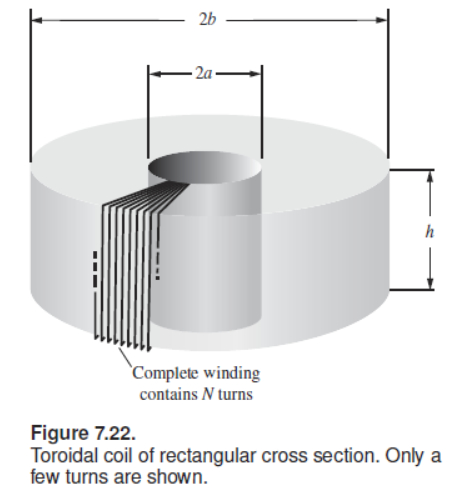 2b
2a
h
Complete winding
contains N turns
Figure 7.22.
Toroidal coil of rectangular cross section. Only a
few turns are shown.